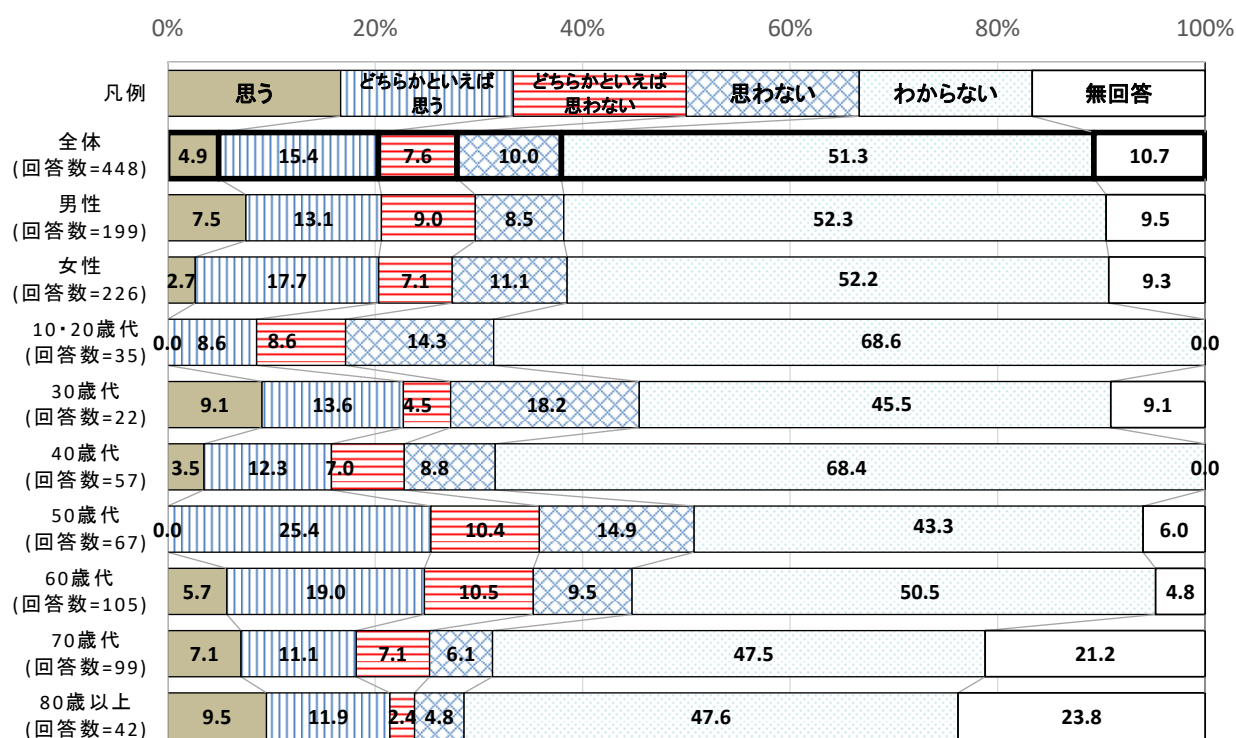 0% 20% 40% 60% 80% 100%
凡例 思う どちらかといえば思う どちらかといえば思わない 思わない わからない 無回答
全体
(回答数=448) 4.9 15.4 7.6 10.0 51.3 10.7
男性
(回答数=199) 7.5 13.1 9.0 8.5 52.3 9.5
女性
(回答数=226) 2.7 17.7 7.1 11.1 52.2 9.3
10・20歳代
(回答数=35) 0.0 8.6 8.6 14.3 68.6 0.0
30歳代
(回答数=22) 9.1 13.6 4.5 18.2 45.5 9.1
40歳代
(回答数=57) 3.5 12.3 7.0 8.8 68.4 0.0
50歳代
(回答数=67) 0.0 25.4 10.4 14.9 43.3 6.0
60歳代
(回答数=105) 5.7 19.0 10.5 9.5 50.5 4.8
70歳代
(回答数=99) 7.1 11.1 7.1 6.1 47.5 21.2
80歳以上
(回答数=42) 9.5 11.9 2.4 4.8 47.6 23.8